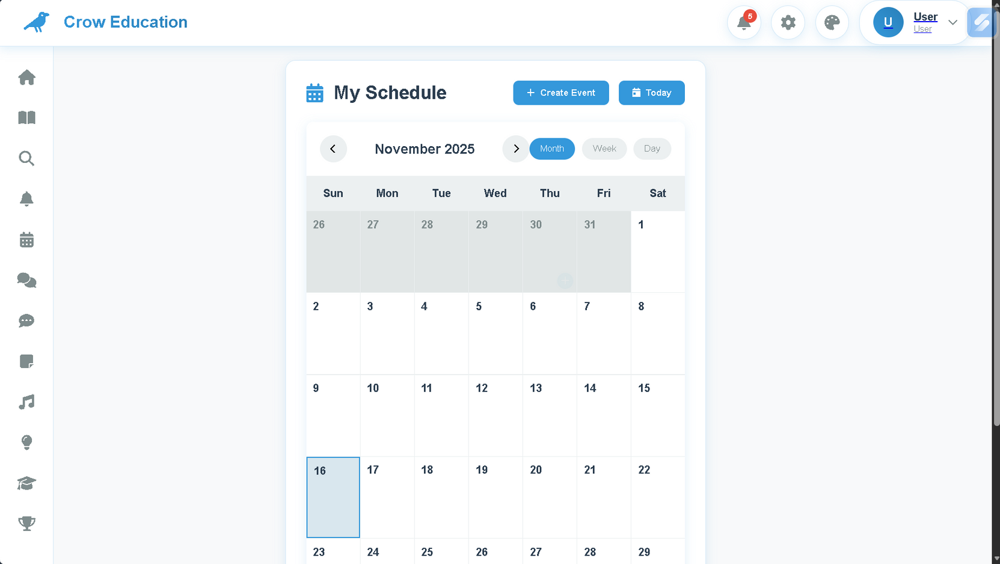 Crow Education
5
U
User
User
My Schedule
Create Event
Today
November 2025
Month
Week
Day
Sun Mon Tue Wed Thu Fri Sat
26 27 28 29 30 31 1
2 3 4 5 6 7 8
9 10 11 12 13 14 15
16 17 18 19 20 21 22
23 24 25 26 27 28 29